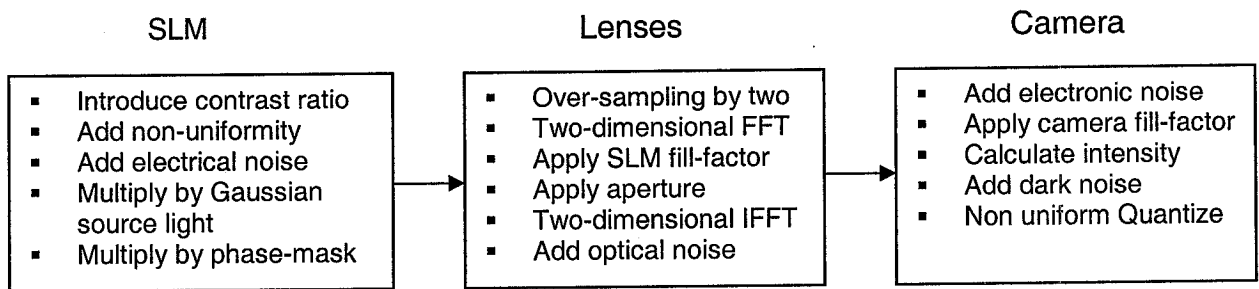 SLM
▪ Introduce contrast ratio
▪ Add non-uniformity
▪ Add electrical noise
▪ Multiply by Gaussian
source light
▪ Multiply by phase-mask
Lenses
▪ Over-sampling by two
▪ Two-dimensional FFT
▪ Apply SLM fill-factor
▪ Apply aperture
▪ Two-dimensional IFFT
▪ Add optical noise
Camera
▪ Add electronic noise
▪ Apply camera fill-factor
▪ Calculate intensity
▪ Add dark noise
▪ Non uniform Quantize